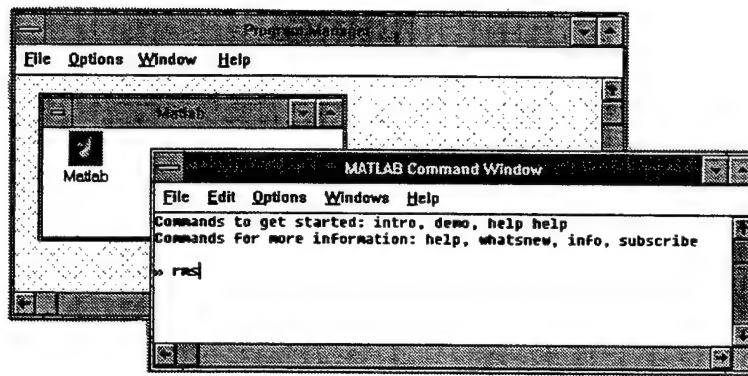 Program Manager
File Options Window Help
Matlab
Matlab
MATLAB Command Window
File Edit Options Windows Help
Commands to get started: intro, demo, help help
Commands for more information: help, whatsnew, info, subscribe
» rms